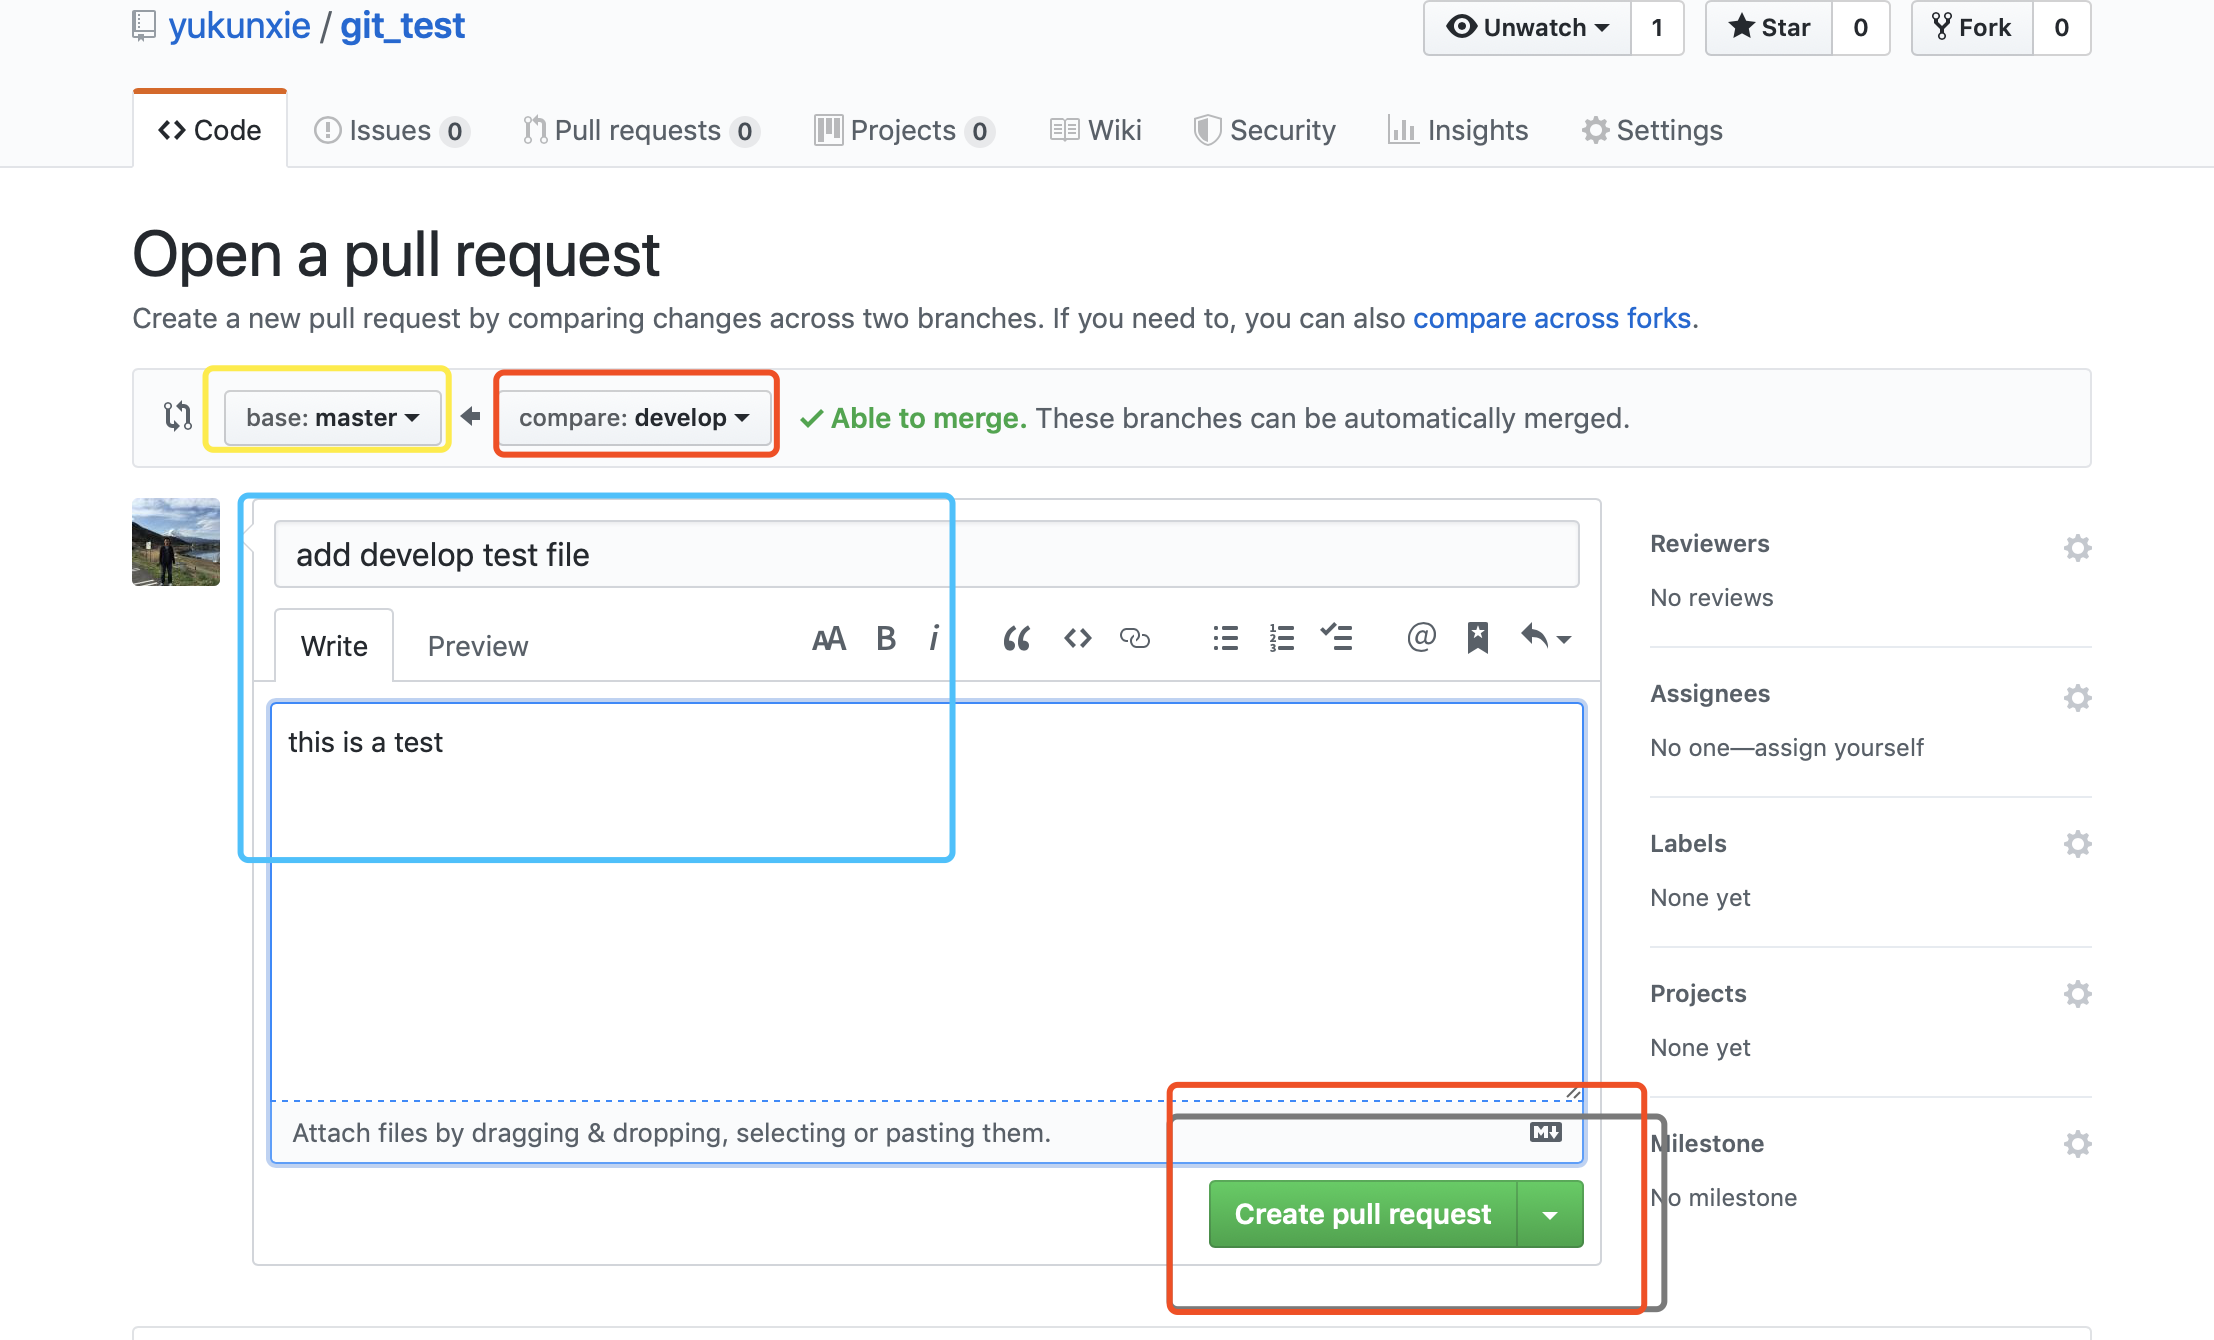 yukunxie / git_test
Unwatch 1 Star 0 Fork 0
Code Issues 0 Pull requests 0 Projects 0 Wiki Security Insights Settings
Open a pull request
Create a new pull request by comparing changes across two branches. If you need to, you can also compare across forks.
base: master compare: develop Able to merge. These branches can be automatically merged.
add develop test file
Write Preview AA B i @
this is a test
Attach files by dragging & dropping, selecting or pasting them.
Create pull request
Reviewers
No reviews
Assignees
No one—assign yourself
Labels
None yet
Projects
None yet
Milestone
No milestone